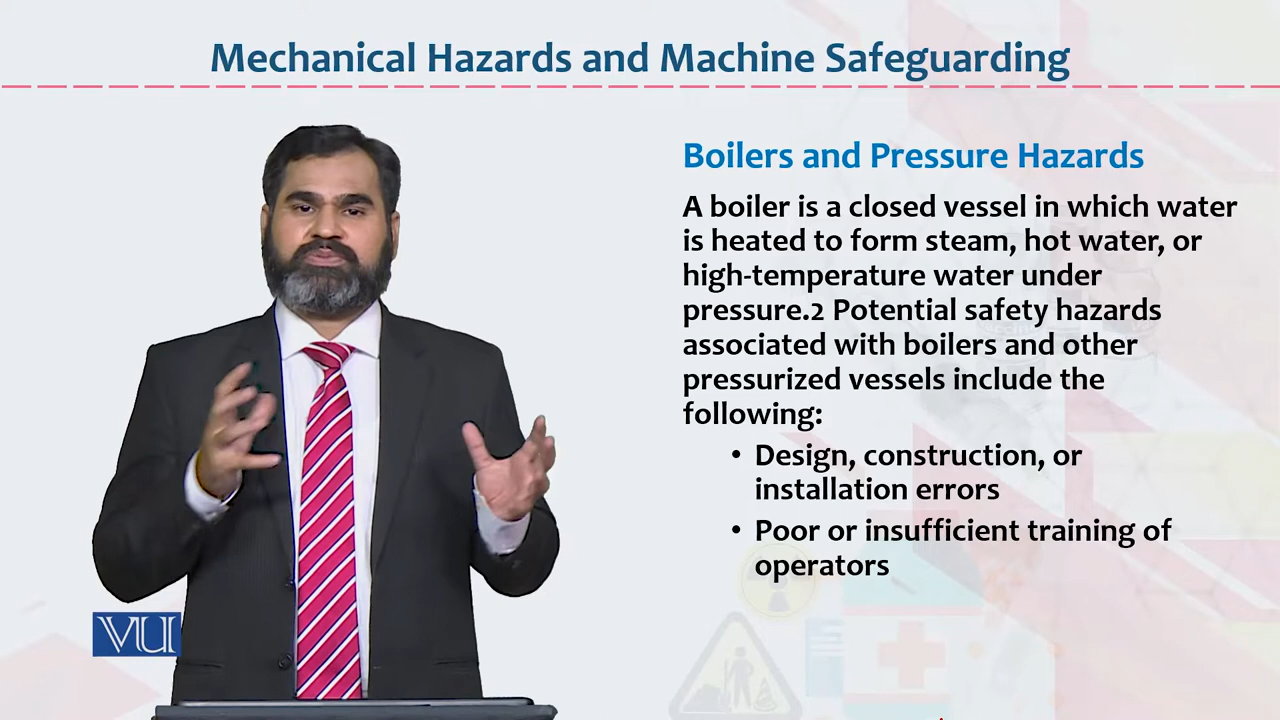 Mechanical Hazards and Machine Safeguarding
Boilers and Pressure Hazards
A boiler is a closed vessel in which water
is heated to form steam, hot water, or
high-temperature water under
pressure.2 Potential safety hazards
associated with boilers and other
pressurized vessels include the
following:
• Design, construction, or
installation errors
• Poor or insufficient training of
operators
VU